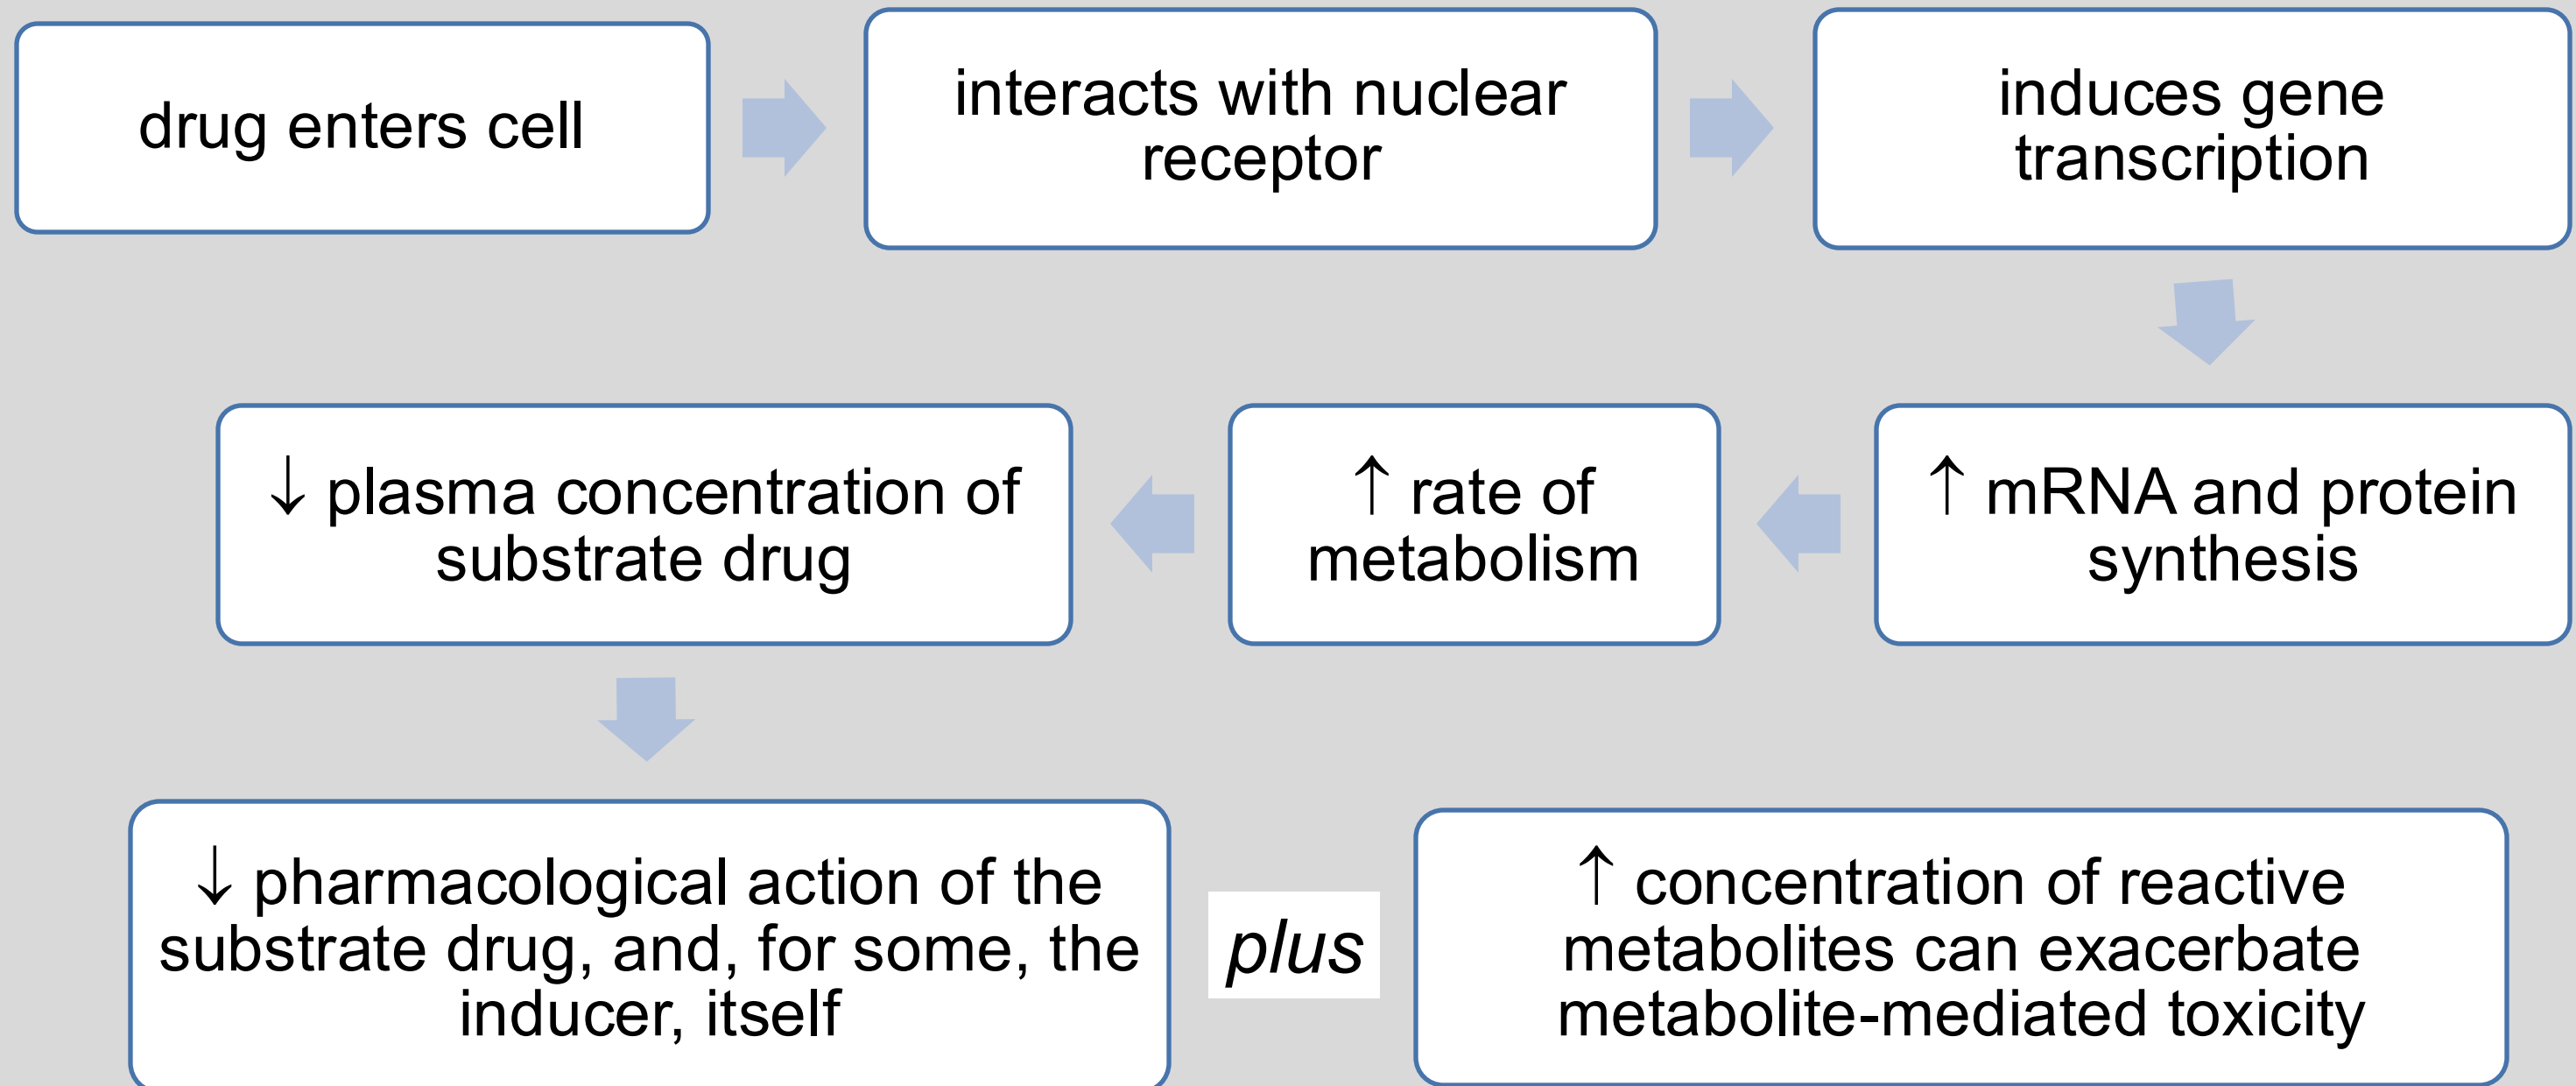 drug enters cell
interacts with nuclear
receptor
induces gene
transcription
↑ mRNA and protein
synthesis
↑ rate of
metabolism
↓ plasma concentration of
substrate drug
↓ pharmacological action of the
substrate drug, and, for some, the
inducer, itself
plus
↑ concentration of reactive
metabolites can exacerbate
metabolite-mediated toxicity